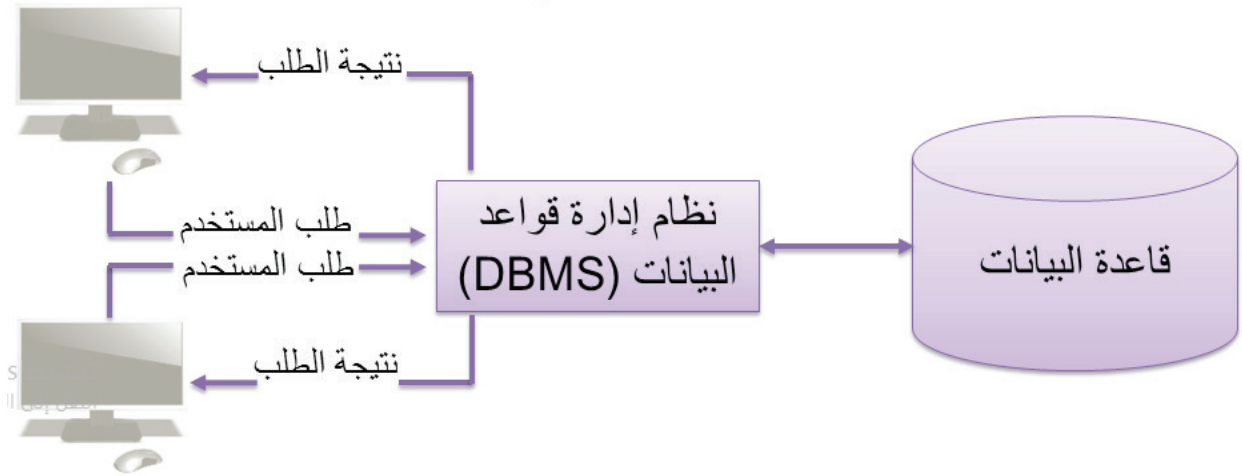 نتيجة الطلب
طلب المستخدم
طلب المستخدم
نتيجة الطلب
نظام إدارة قواعد
البيانات (DBMS)
قاعدة البيانات